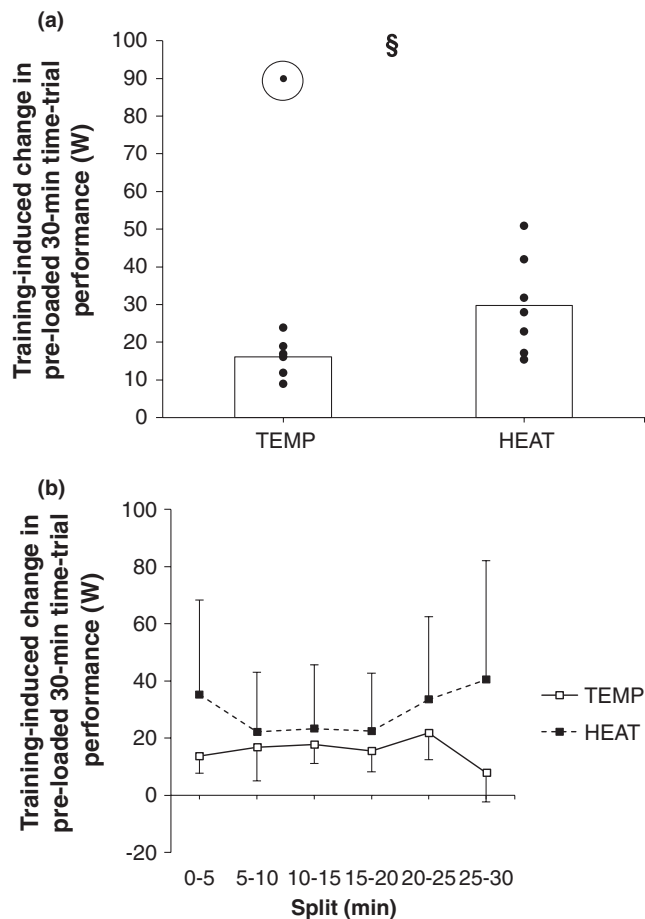 (a)
Training-induced change in
pre-loaded 30-min time-trial
performance (W)
100
90
80
70
60
50
40
30
20
10
0
§
TEMP
HEAT
(b)
Training-induced change in
pre-loaded 30-min time-trial
performance (W)
100
80
60
40
20
0
-20
TEMP
HEAT
0-5 5-10 10-15 15-20 20-25 25-30
Split (min)